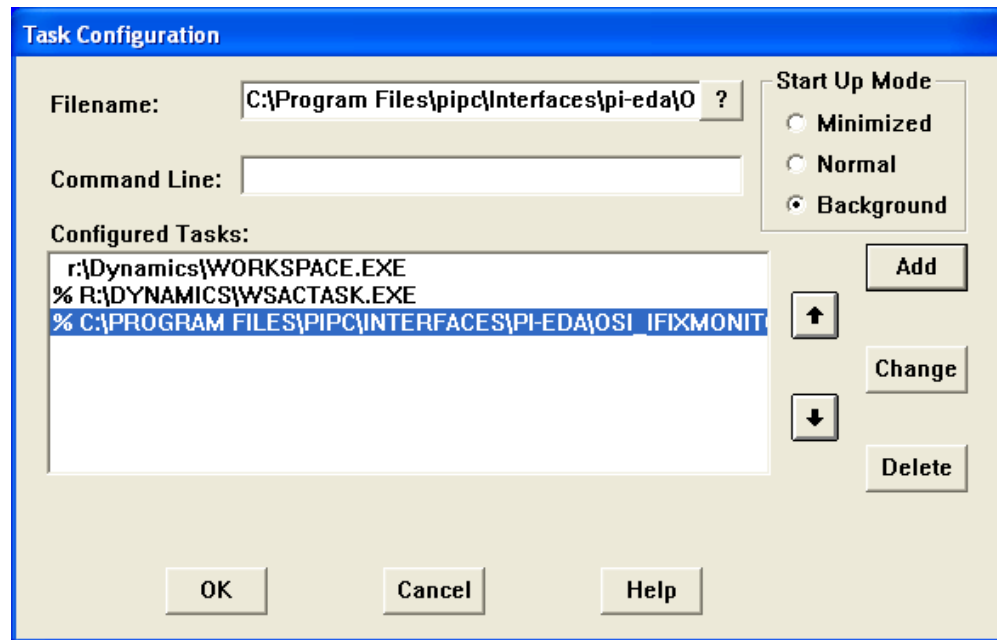 Task Configuration
Filename:
C:\Program Files\pipc\Interfaces\pi-eda\O
?
Start Up Mode
Minimized
Normal
Background
Command Line:
Configured Tasks:
r:\Dynamics\WORKSPACE.EXE
% R:\DYNAMICS\WSACTASK.EXE
% C:\PROGRAM FILES\PIPC\INTERFACES\PI-EDA\OSI_IFIXMONIT
Add
Change
Delete
OK
Cancel
Help